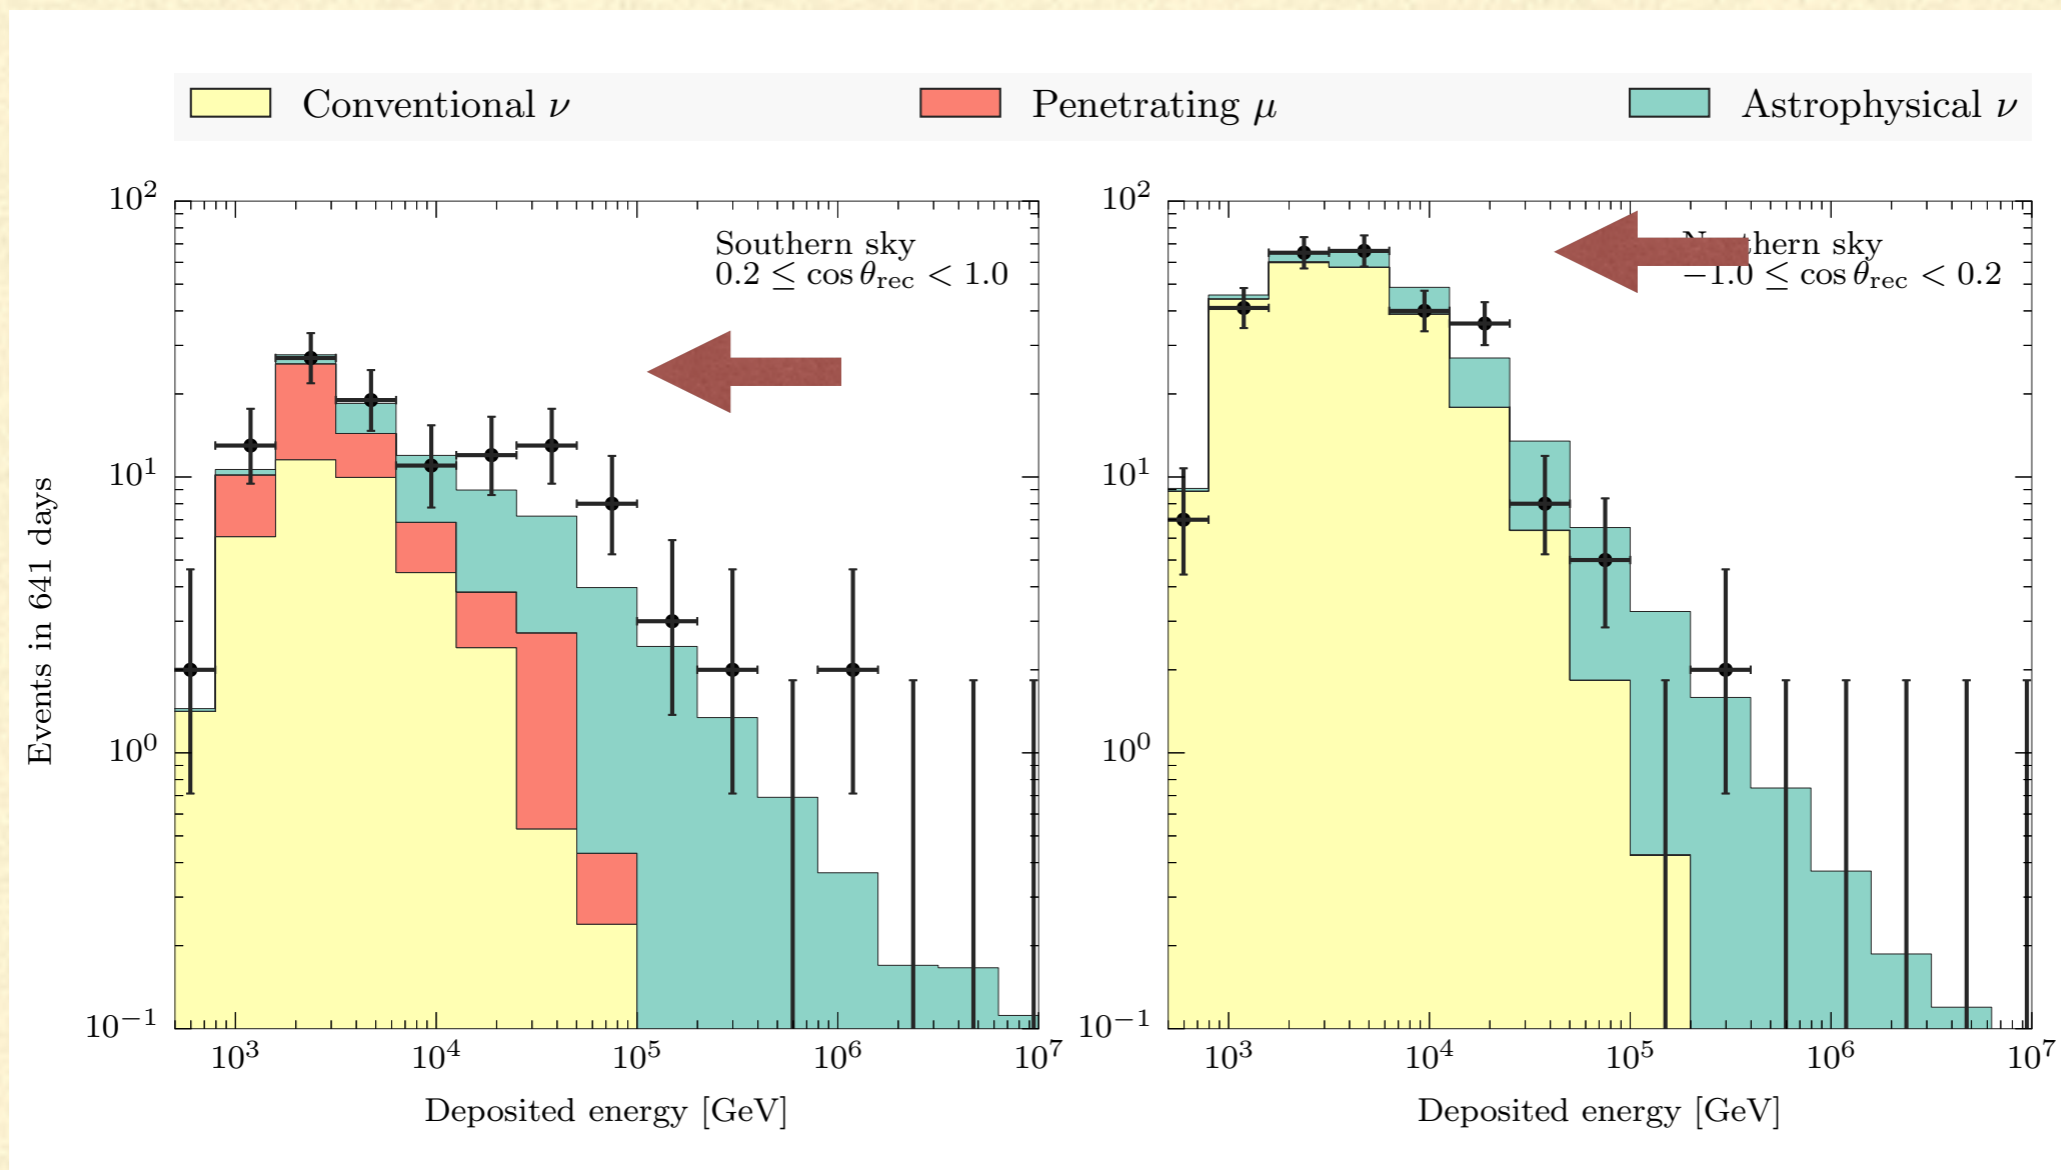 Conventional ν
Penetrating μ
Astrophysical ν
Events in 641 days
10²
10¹
10⁰
10⁻¹
Southern sky
0.2 ≤ cos θrec < 1.0
10³ 10⁴ 10⁵ 10⁶ 10⁷
Deposited energy [GeV]
10²
10¹
10⁰
10⁻¹
sky
−1.0 ≤ cos θrec < 0.2
10³ 10⁴ 10⁵ 10⁶ 10⁷
Deposited energy [GeV]